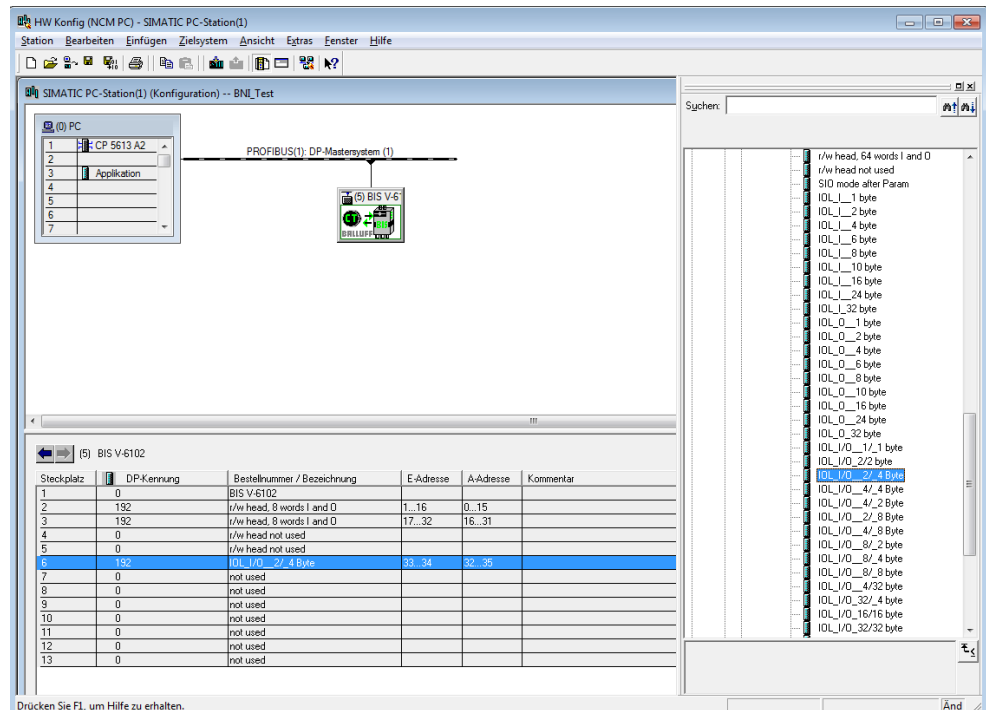 HW Konfig (NCM PC) - SIMATIC PC-Station(1)
Station Bearbeiten Einfügen Zielsystem Ansicht Extras Fenster Hilfe
SIMATIC PC-Station(1) (Konfiguration) -- BNI_Test
Suchen:
(0) PC
1 CP 5613 A2
2
3 Applikation
4
5
6
7
PROFIBUS(1): DP-Mastersystem (1)
(5) BIS V-6
BALLUFF
r/w head, 64 words I and O
r/w head not used
SIO mode after Param
IOL_I__1 byte
IOL_I__2 byte
IOL_I__4 byte
IOL_I__6 byte
IOL_I__8 byte
IOL_I__10 byte
IOL_I__16 byte
IOL_I__24 byte
IOL_I_32 byte
IOL_O__1 byte
IOL_O__2 byte
IOL_O__4 byte
IOL_O__6 byte
IOL_O__8 byte
IOL_O__10 byte
IOL_O__16 byte
IOL_O__24 byte
IOL_O_32 byte
IOL_I/O__1/_1 byte
IOL_I/O_2/2 byte
IOL_I/O__2/_4 Byte
IOL_I/O__4/_4 Byte
IOL_I/O__4/_2 Byte
IOL_I/O__2/_8 Byte
IOL_I/O__4/_8 Byte
IOL_I/O__8/_2 byte
IOL_I/O__8/_4 byte
IOL_I/O__8/_8 byte
IOL_I/O__4/32 byte
IOL_I/O_32/_4 byte
IOL_I/O_16/16 byte
IOL_I/O_32/32 byte
(5) BIS V-6102
Steckplatz DP-Kennung Bestellnummer / Bezeichnung E-Adresse A-Adresse Kommentar
1 0 BIS V-6102
2 192 r/w head, 8 words I and O 1...16 0...15
3 192 r/w head, 8 words I and O 17...32 16...31
4 0 r/w head not used
5 0 r/w head not used
6 192 IOL_I/O__2/_4 Byte 33...34 32...35
7 0 not used
8 0 not used
9 0 not used
10 0 not used
11 0 not used
12 0 not used
13 0 not used
Drücken Sie F1, um Hilfe zu erhalten.
Änd